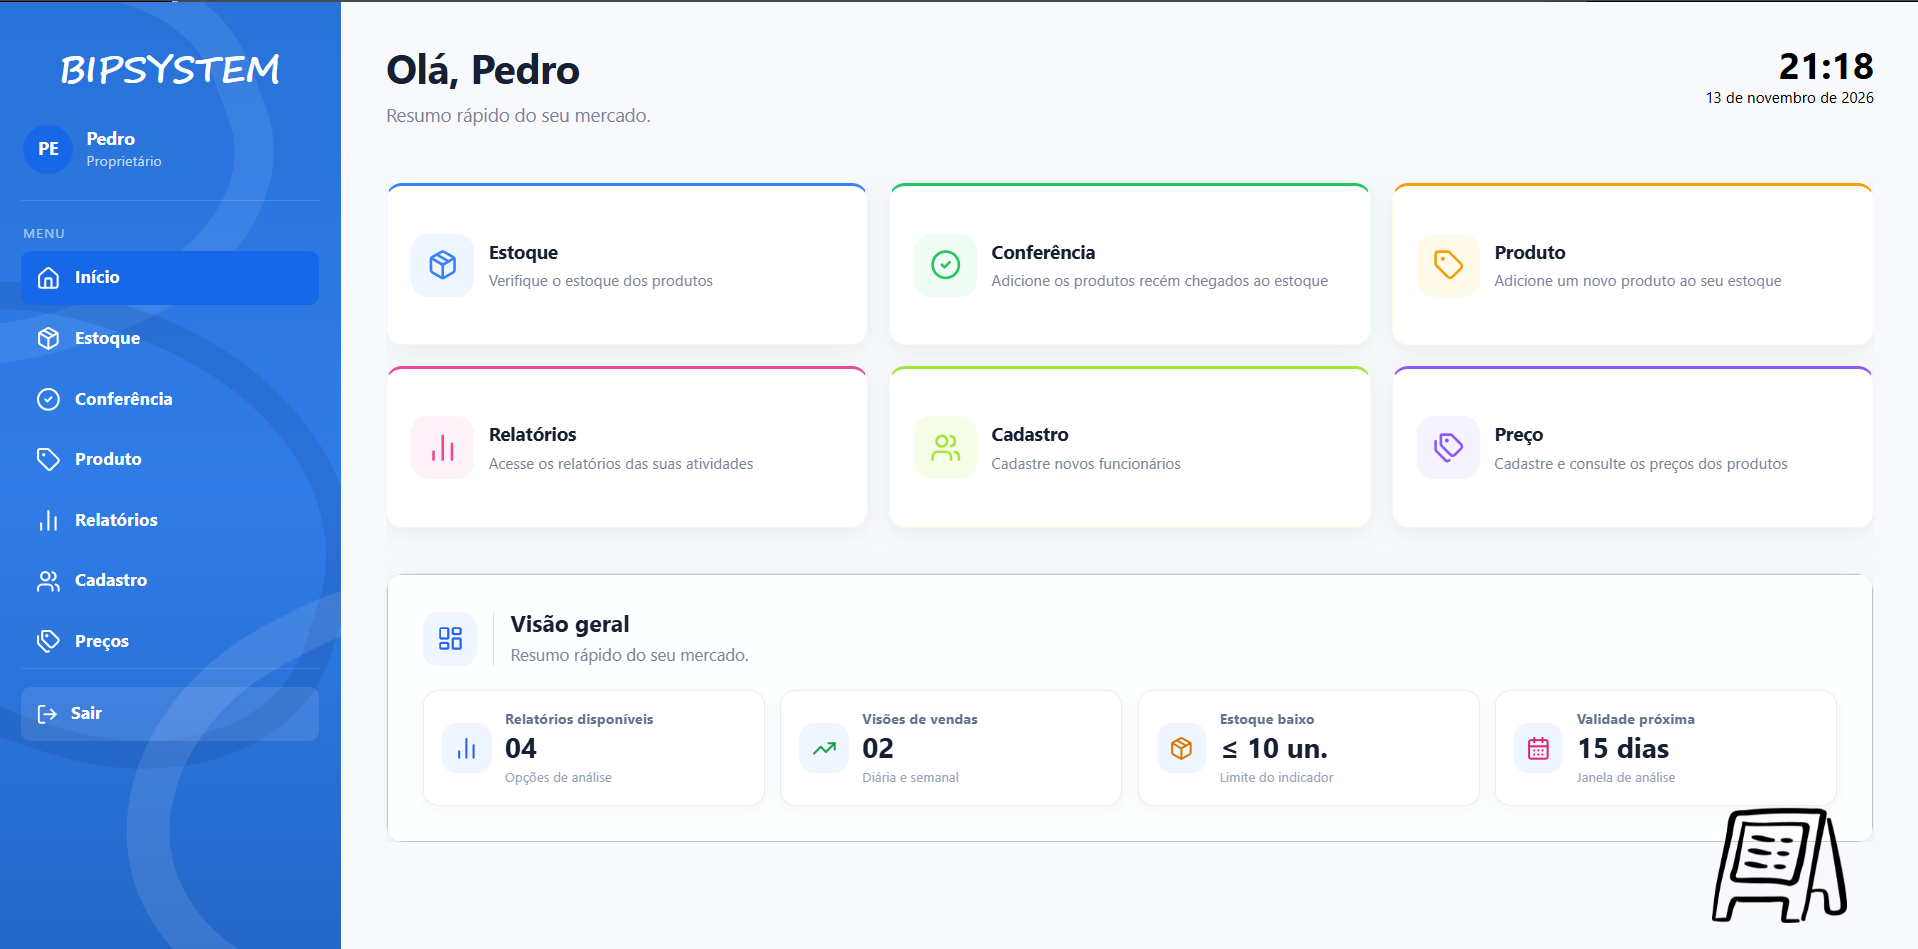 BIPSYSTEM
PE
Pedro
Proprietário
MENU
Início
Estoque
Conferência
Produto
Relatórios
Cadastro
Preços
Sair
Olá, Pedro
Resumo rápido do seu mercado.
21:18
13 de novembro de 2026
Estoque
Verifique o estoque dos produtos
Conferência
Adicione os produtos recém chegados ao estoque
Produto
Adicione um novo produto ao seu estoque
Relatórios
Acesse os relatórios das suas atividades
Cadastro
Cadastre novos funcionários
Preço
Cadastre e consulte os preços dos produtos
Visão geral
Resumo rápido do seu mercado.
Relatórios disponíveis
04
Opções de análise
Visões de vendas
02
Diária e semanal
Estoque baixo
≤ 10 un.
Limite do indicador
Validade próxima
15 dias
Janela de análise